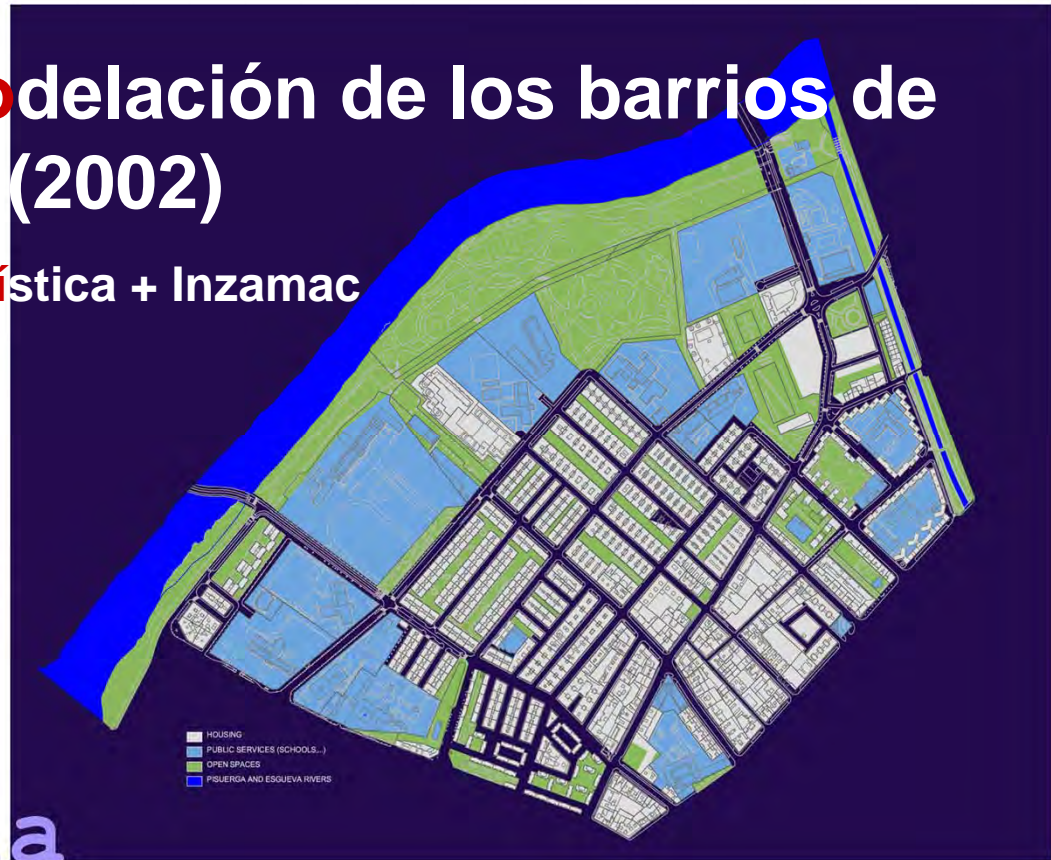 odelación de los barrios de
(2002)
ística + Inzamac
HOUSING
PUBLIC SERVICES (SCHOOLS,..)
OPEN SPACES
PISUERGA AND ESGUEVA RIVERS
a